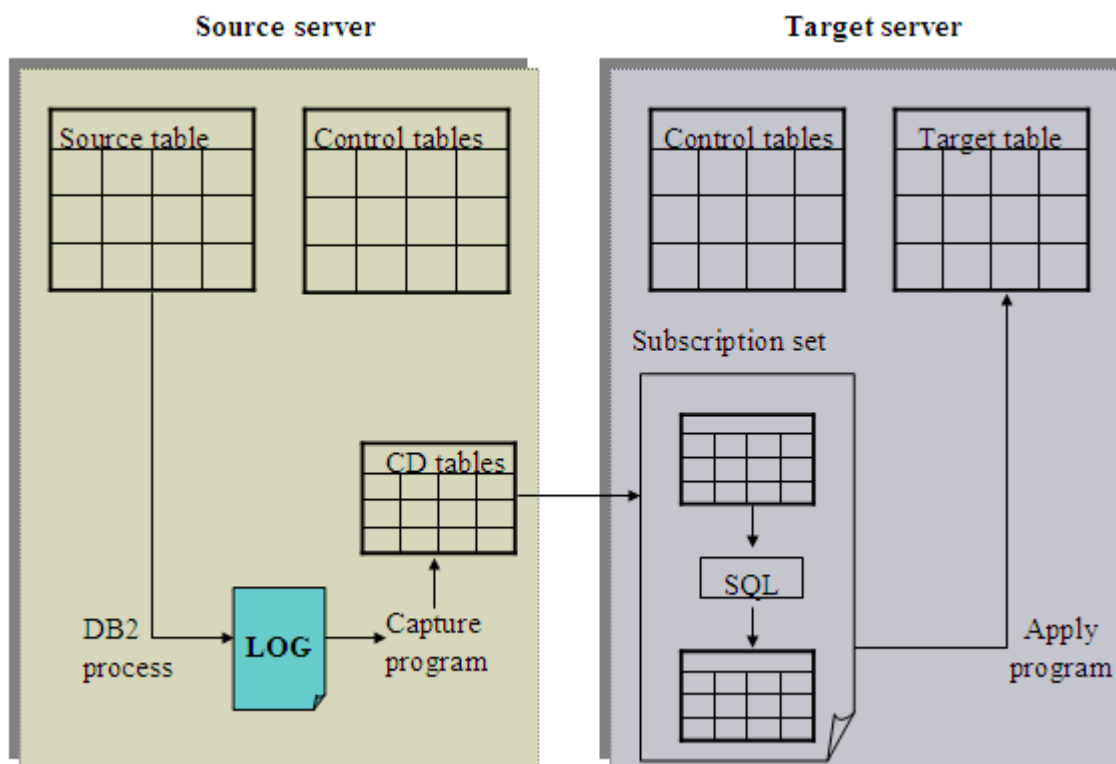 Source server
Target server
Source table
Control tables
Control tables
Target table
Subscription set
CD tables
SQL
DB2
process
LOG
Capture
program
Apply
program